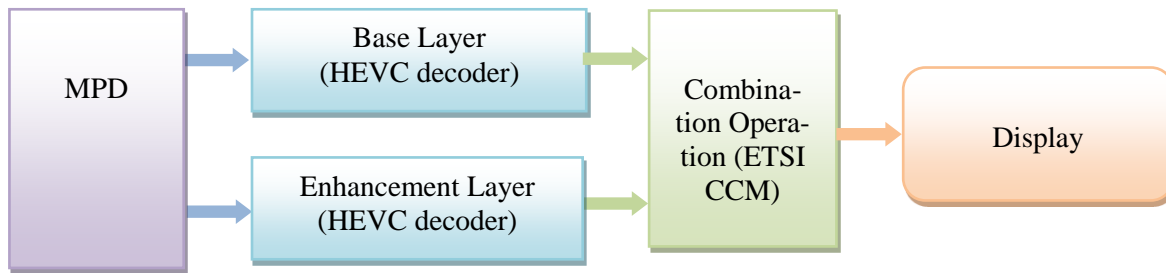 MPD
Base Layer
(HEVC decoder)
Enhancement Layer
(HEVC decoder)
Combina-
tion Opera-
tion (ETSI
CCM)
Display